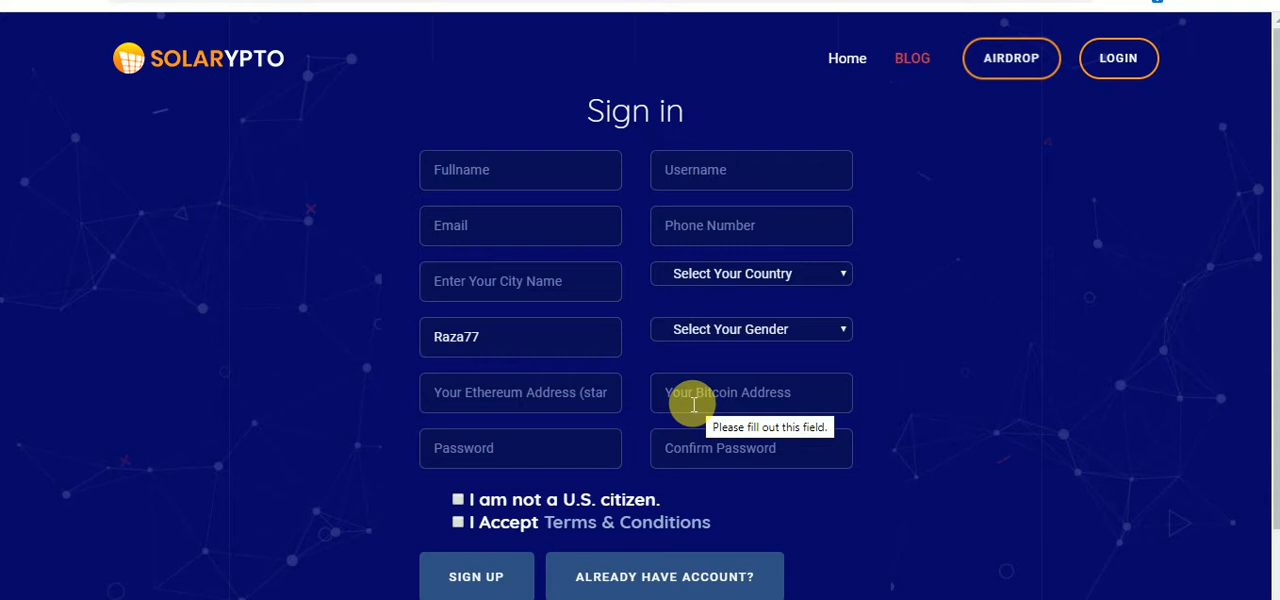 SOLARYPTO
Home BLOG AIRDROP LOGIN
Sign in
Fullname Username
Email Phone Number
Enter Your City Name Select Your Country
Raza77 Select Your Gender
Your Ethereum Address (star Your Bitcoin Address
Please fill out this field.
Password Confirm Password
I am not a U.S. citizen.
I Accept Terms & Conditions
SIGN UP ALREADY HAVE ACCOUNT?